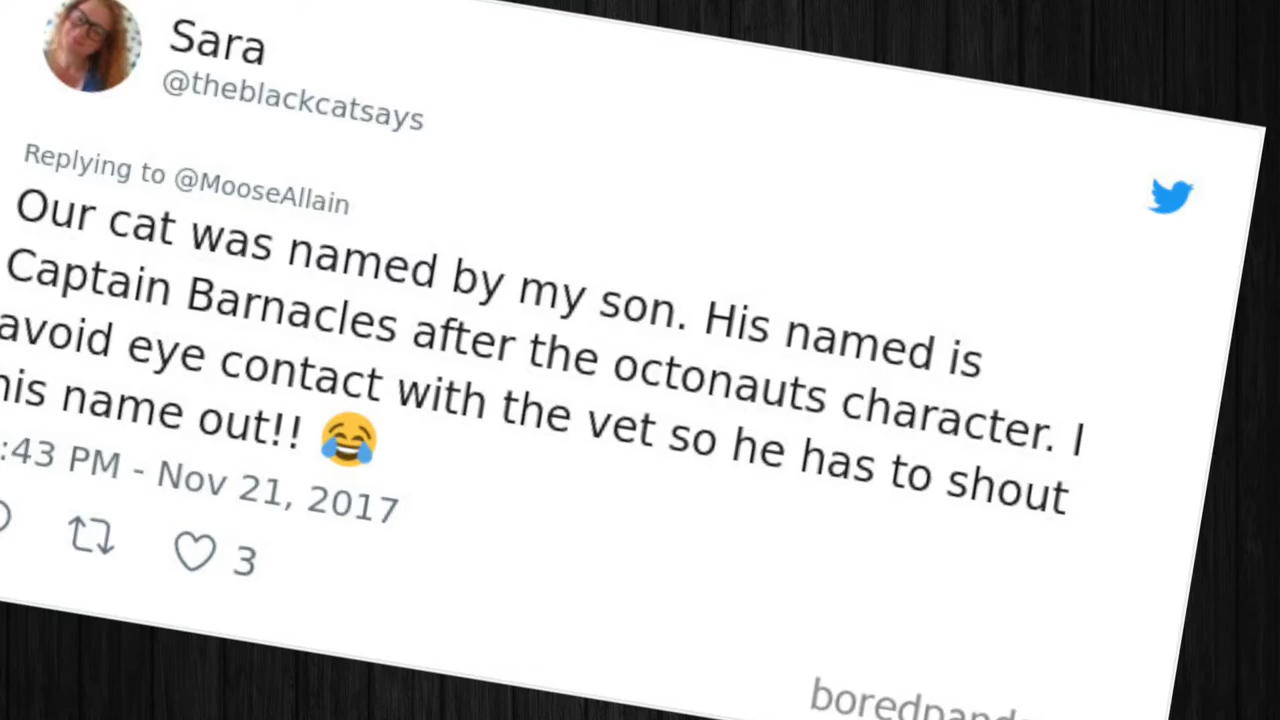 Sara
@theblackcatsays
Replying to @MooseAllain
Our cat was named by my son. His named is
Captain Barnacles after the octonauts character. I
avoid eye contact with the vet so he has to shout
his name out!! 😂
:43 PM - Nov 21, 2017
3